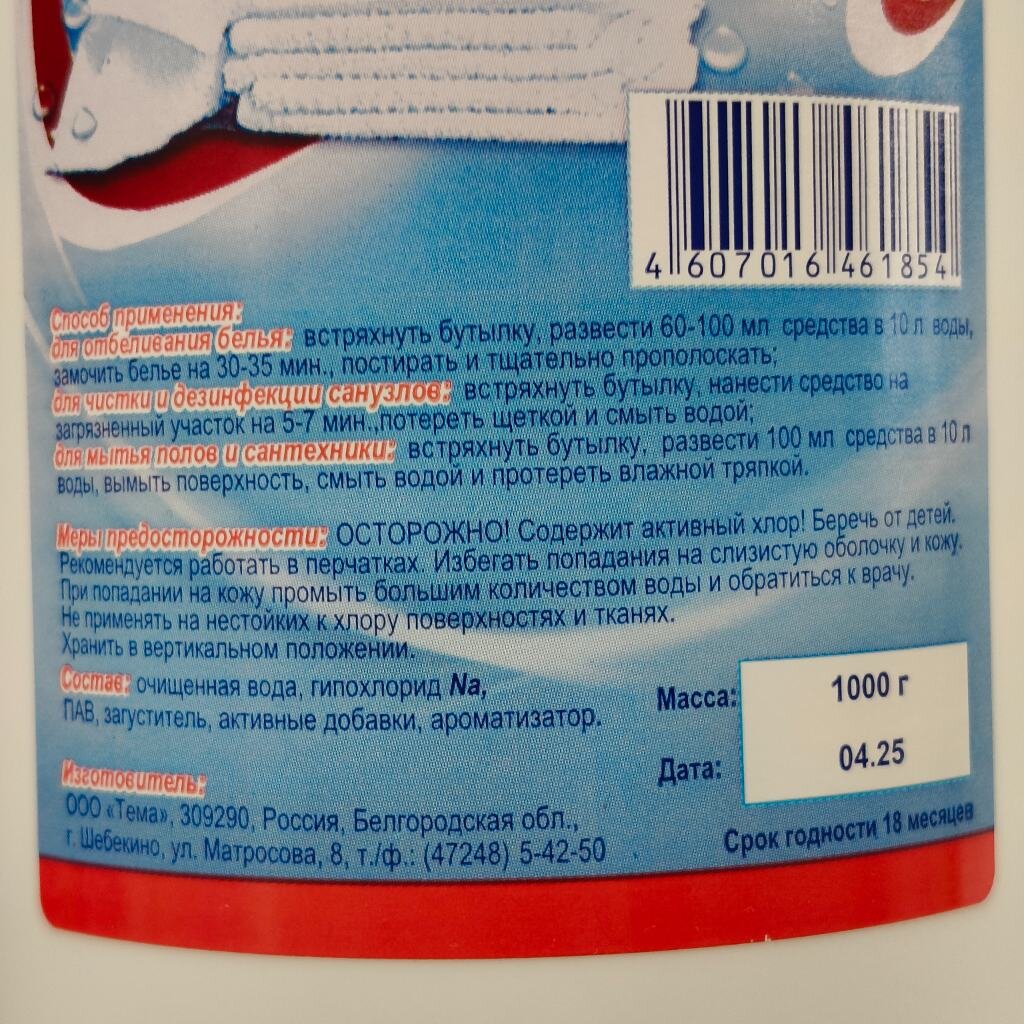 4 607016 461854
Способ применения:
для отбеливания белья: встряхнуть бутылку, развести 60-100 мл средства в 10 л воды,
замочить белье на 30-35 мин., постирать и тщательно прополоскать;
для чистки и дезинфекции санузлов: встряхнуть бутылку, нанести средство на
загрязненный участок на 5-7 мин.,потереть щеткой и смыть водой;
для мытья полов и сантехники: встряхнуть бутылку, развести 100 мл средства в 10 л
воды, вымыть поверхность, смыть водой и протереть влажной тряпкой.
Меры предосторожности: ОСТОРОЖНО! Содержит активный хлор! Беречь от детей.
Рекомендуется работать в перчатках. Избегать попадания на слизистую оболочку и кожу.
При попадании на кожу промыть большим количеством воды и обратиться к врачу.
Не применять на нестойких к хлору поверхностях и тканях.
Хранить в вертикальном положении.
Состав: очищенная вода, гипохлорид Na,
ПАВ, загуститель, активные добавки, ароматизатор.
Масса: 1000 г
Дата: 04.25
Изготовитель:
ООО «Тема», 309290, Россия, Белгородская обл.,
г. Шебекино, ул. Матросова, 8, т./ф.: (47248) 5-42-50
Срок годности 18 месяцев